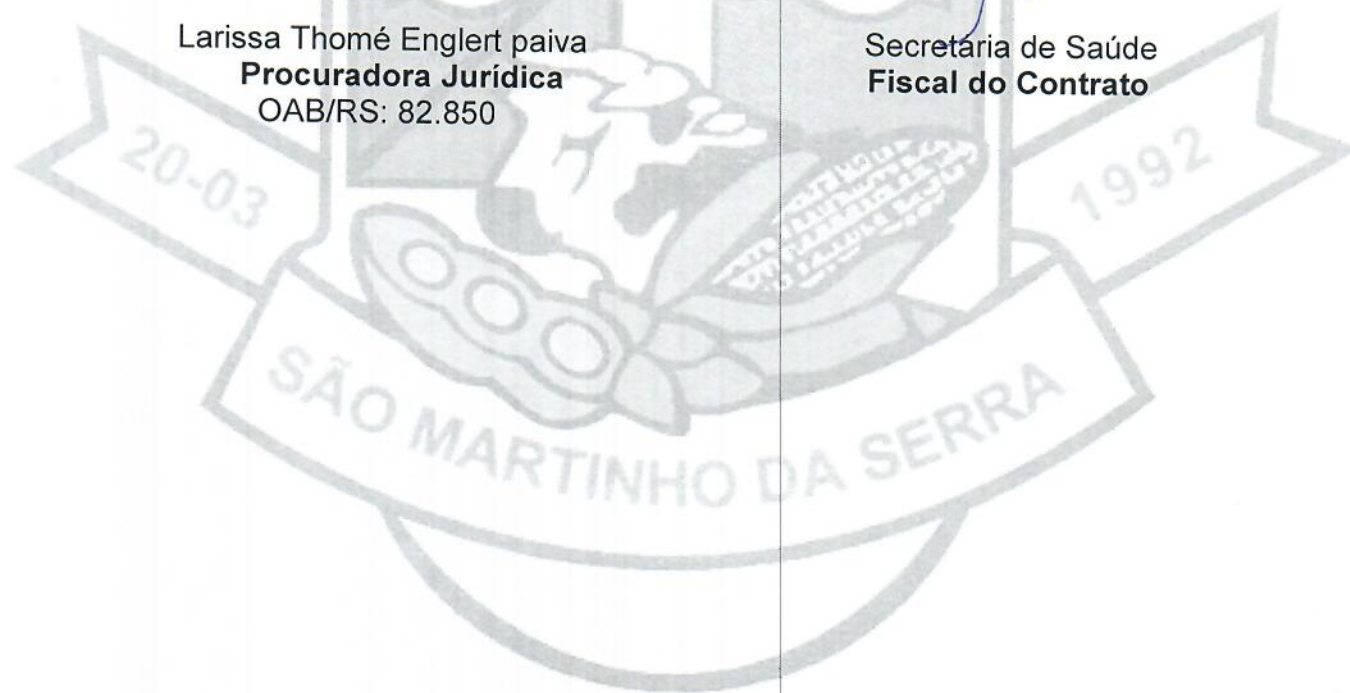 Larissa Thomé Englert paiva
Procuradora Jurídica
OAB/RS: 82.850
Secretária de Saúde
Fiscal do Contrato
20-03
1992
SÃO MARTINHO DA SERRA